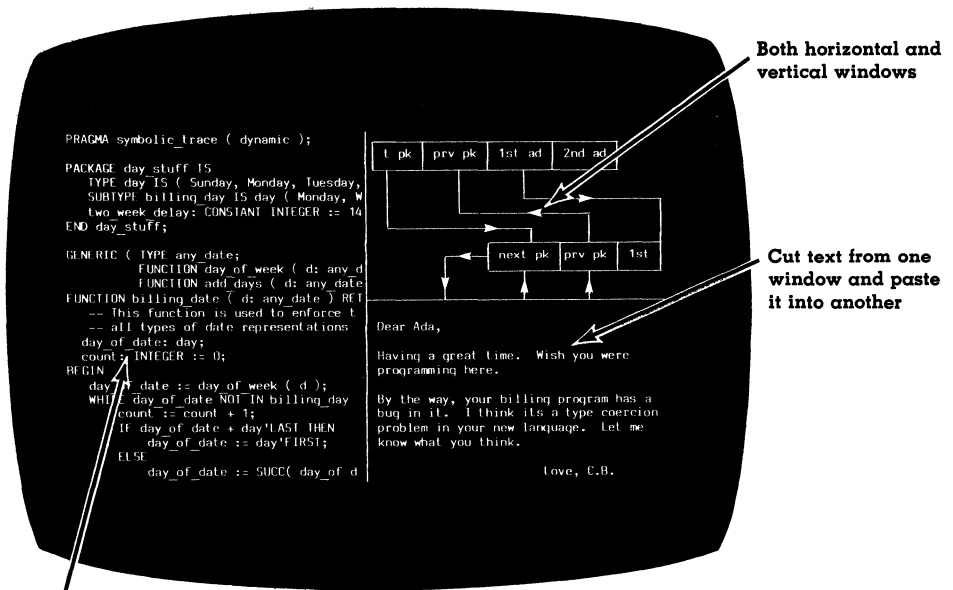 Both horizontal and
vertical windows
PRAGMA symbolic_trace ( dynamic );
PACKAGE day_stuff IS
TYPE day IS ( Sunday, Monday, Tuesday,
SUBTYPE billing_day IS day ( Monday, W
two_week_delay: CONSTANT INTEGER := 14
END day_stuff;
GENERIC ( TYPE any_date;
FUNCTION day_of_week ( d: any_d
FUNCTION add_days ( d: any_date
FUNCTION billing_date ( d: any_date ) RET
-- This function is used to enforce t
-- all types of date representations
day_of_date: day;
count: INTEGER := 0;
BEGIN
day_of_date := day_of_week ( d );
WHILE day_of_date NOT IN billing_day
count := count + 1;
IF day_of_date + day'LAST THEN
day_of_date := day'FIRST;
ELSE
day_of_date := SUCC( day_of_d
t pk prv pk 1st ad 2nd ad
next pk prv pk 1st
Cut text from one
window and paste
it into another
Dear Ada,
Having a great time. Wish you were
programming here.
By the way, your billing program has a
bug in it. I think its a type coercion
problem in your new language. Let me
know what you think.
Love, C.B.